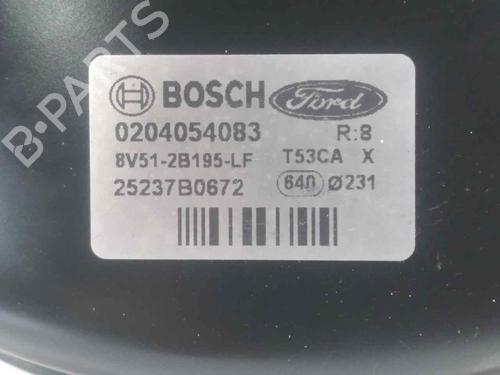 B-PARTS
BOSCH Ford
0204054083 R:8
8V51-2B195-LF T53CA X
25237B0672 640 Ø231